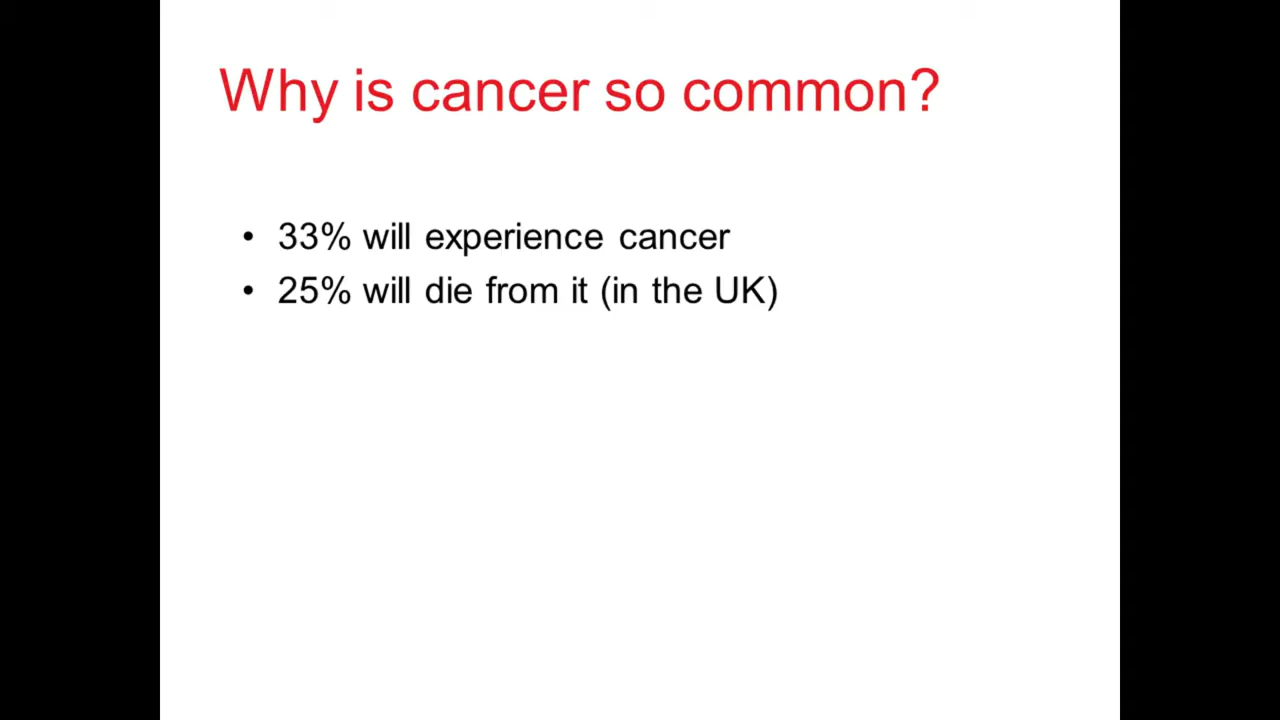 Why is cancer so common?
• 33% will experience cancer
• 25% will die from it (in the UK)